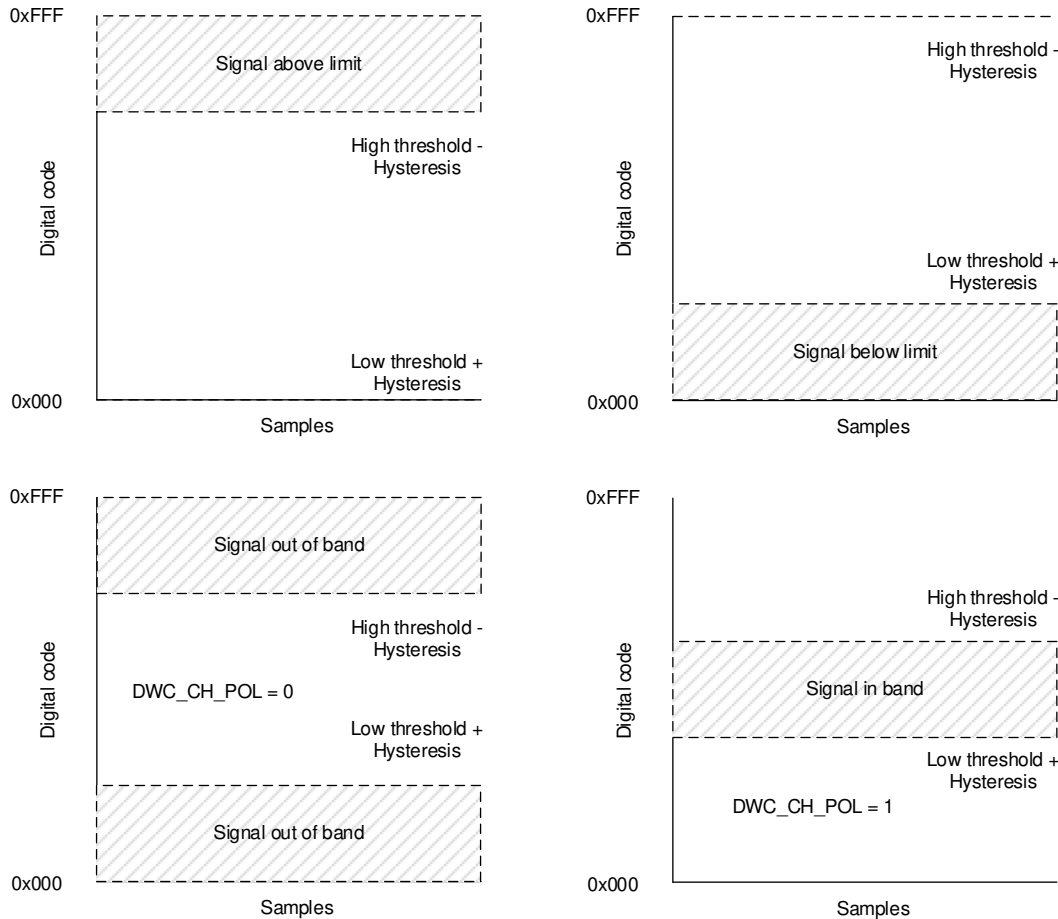 0xFFF
Signal above limit
High threshold -
Hysteresis
Digital code
Low threshold +
Hysteresis
0x000
Samples
0xFFF
High threshold -
Hysteresis
Digital code
Low threshold +
Hysteresis
Signal below limit
0x000
Samples
0xFFF
Signal out of band
High threshold -
Hysteresis
Digital code
DWC_CH_POL = 0
Low threshold +
Hysteresis
Signal out of band
0x000
Samples
0xFFF
High threshold -
Hysteresis
Digital code
Signal in band
Low threshold +
Hysteresis
DWC_CH_POL = 1
0x000
Samples